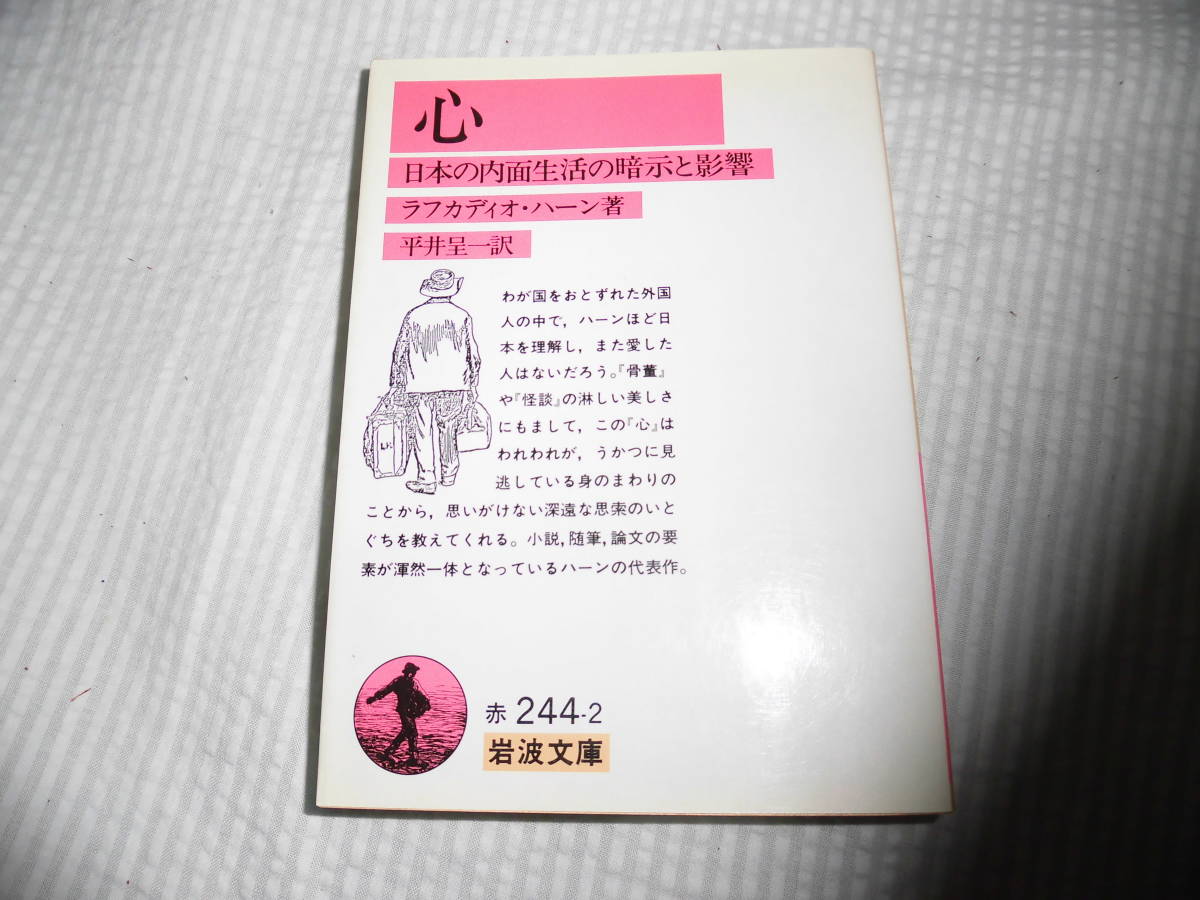 心
日本の内面生活の暗示と影響
ラフカディオ・ハーン著
平井呈一訳
わが国をおとずれた外国
人の中で，ハーンほど日
本を理解し，また愛した
人はないだろう。『骨董』
や『怪談』の淋しい美しさ
にもまして，この『心』は
われわれが，うかつに見
逃している身のまわりの
ことから，思いがけない深遠な思索のいと
ぐちを教えてくれる。小説，随筆，論文の要
素が渾然一体となっているハーンの代表作。
L.H.
赤 244-2
岩波文庫